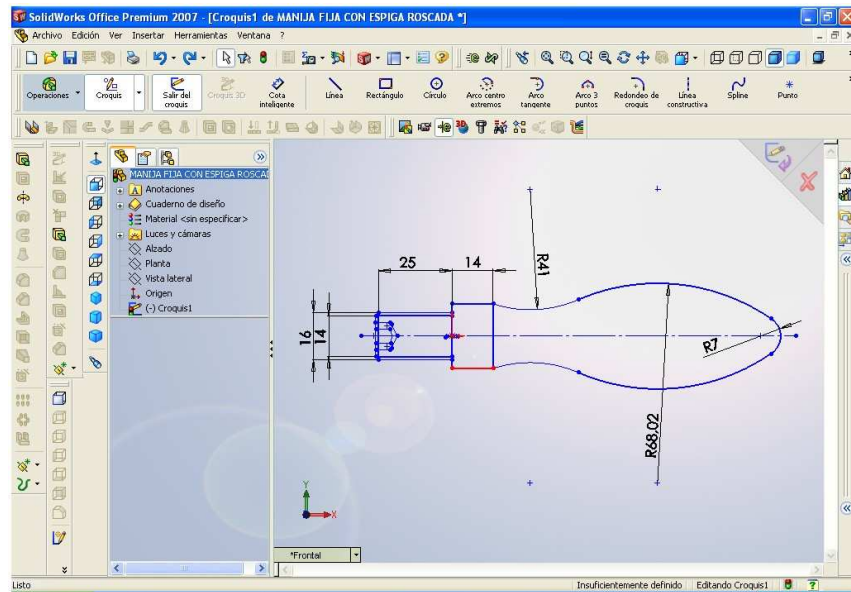 SolidWorks Office Premium 2007 - [Croquis1 de MANIJA FIJA CON ESPIGA ROSCADA *]
Archivo Edición Ver Insertar Herramientas Ventana ?
Operaciones Croquis Salir del croquis Croquis 3D Cota inteligente Línea Rectángulo Círculo Arco centro extremos Arco tangente Arco 3 puntos Redondeo de croquis Línea constructiva Spline Punto
MANIJA FIJA CON ESPIGA ROSCAD
Anotaciones
Cuaderno de diseño
Material <sin especificar>
Luces y cámaras
Alzado
Planta
Vista lateral
Origen
(-) Croquis1
25
14
R41
16
14
R7
R68,02
Y
X
*Frontal
Listo
Insuficientemente definido
Editando Croquis1